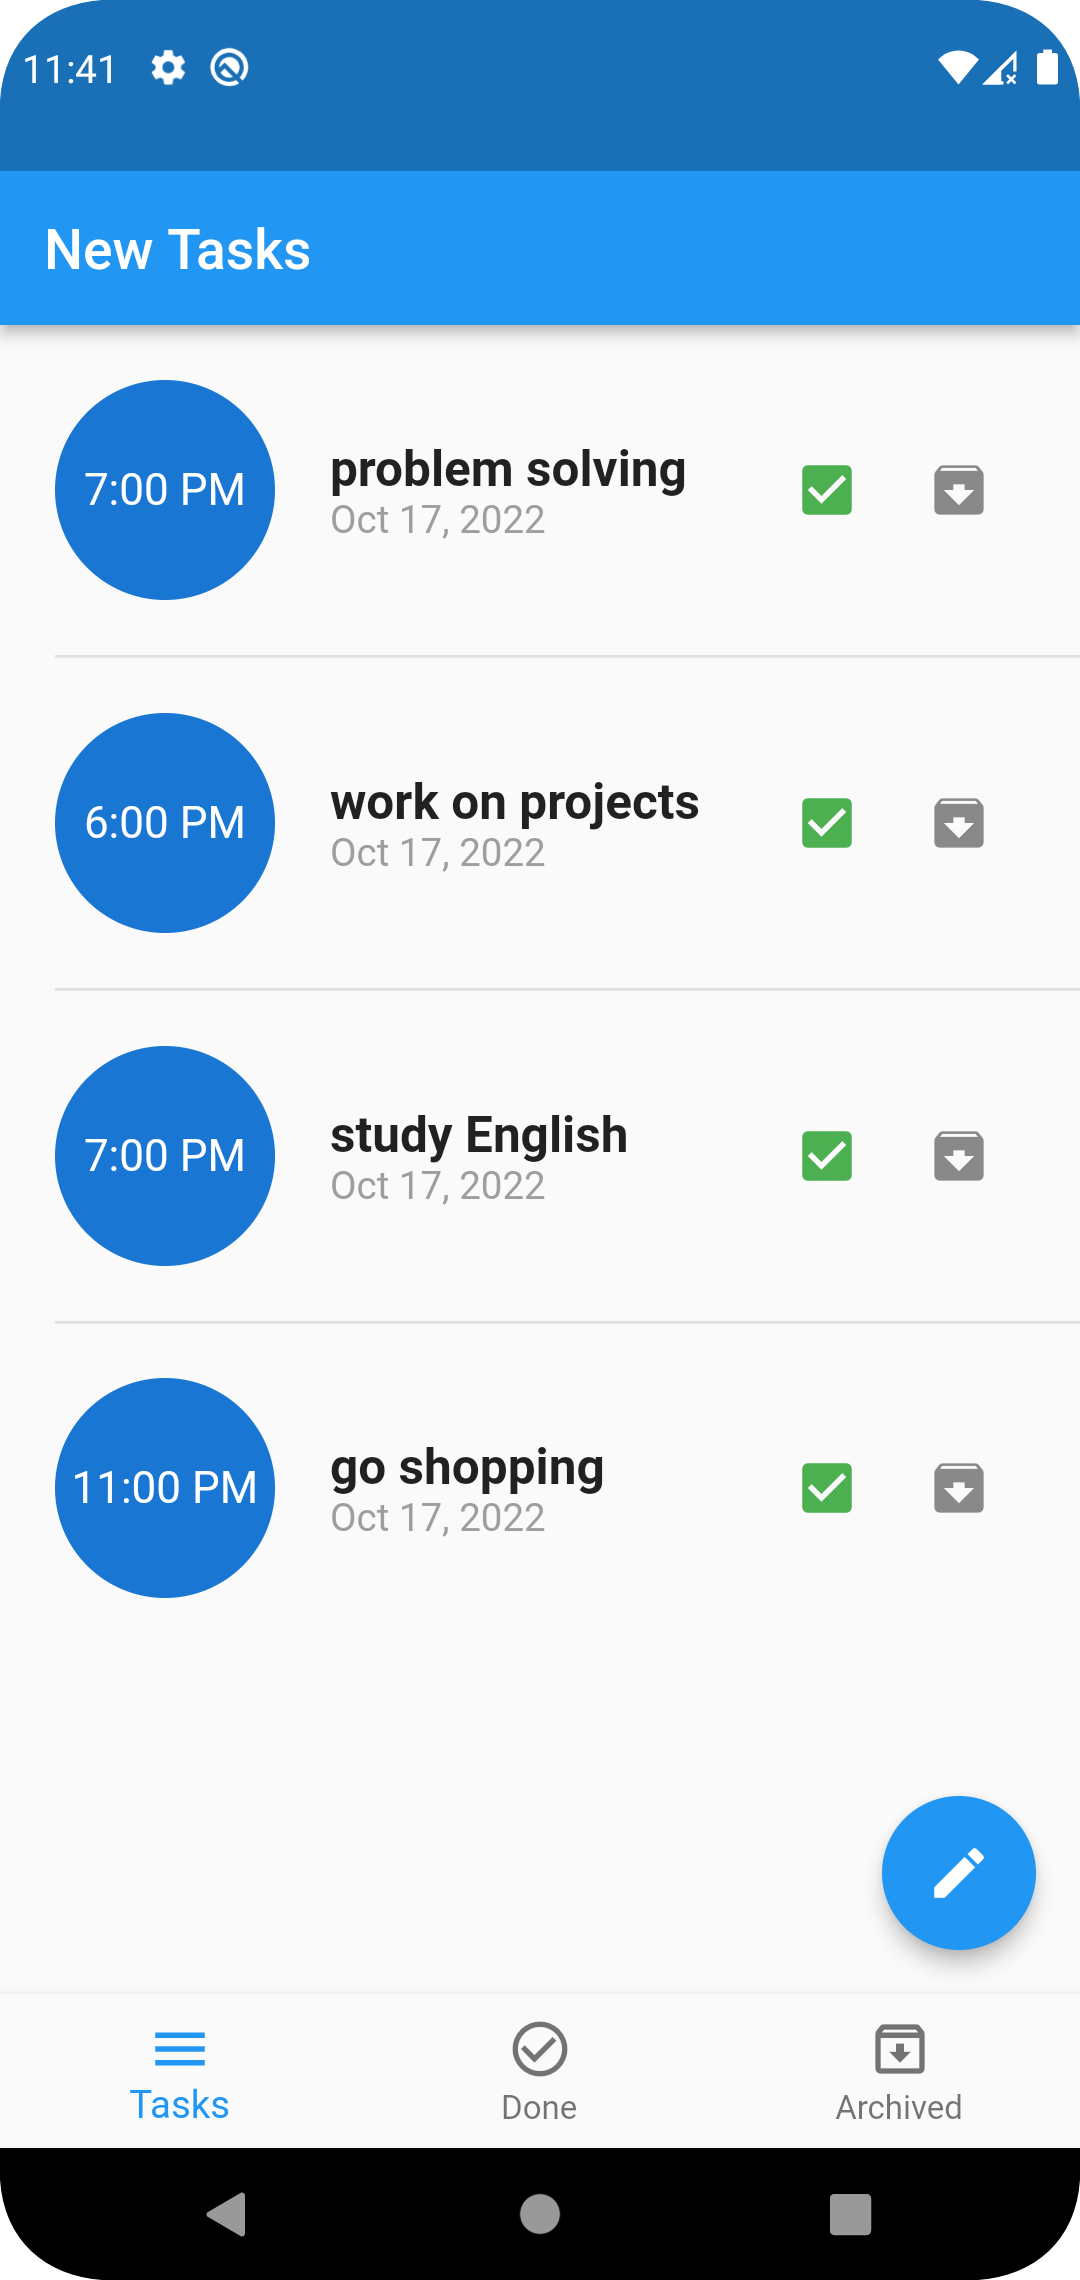 11:41
New Tasks
7:00 PM
problem solving
Oct 17, 2022
6:00 PM
work on projects
Oct 17, 2022
7:00 PM
study English
Oct 17, 2022
11:00 PM
go shopping
Oct 17, 2022
Tasks
Done
Archived